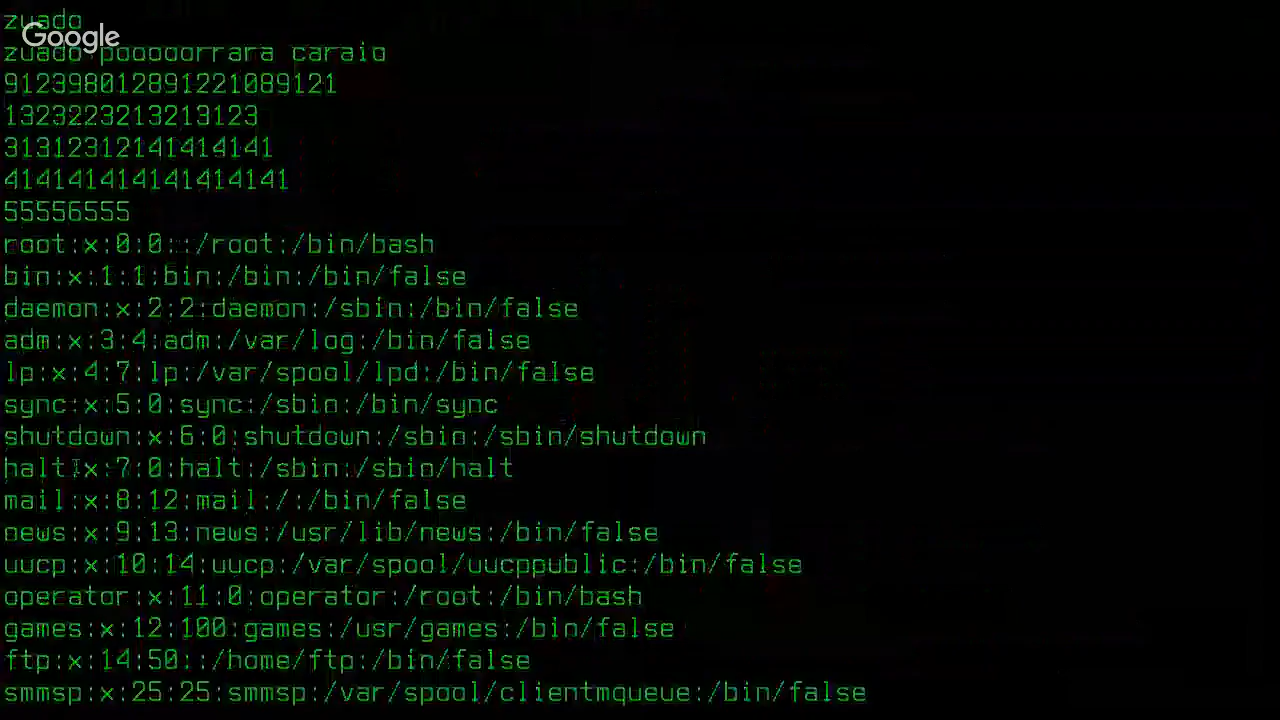 zuado
Google
zuado poooooorrara caraio
912398012891221089121
1323223213213123
31312312141414141
414141414141414141
55556555
root:x:0:0::/root:/bin/bash
bin:x:1:1:bin:/bin:/bin/false
daemon:x:2:2:daemon:/sbin:/bin/false
adm:x:3:4:adm:/var/log:/bin/false
lp:x:4:7:lp:/var/spool/lpd:/bin/false
sync:x:5:0:sync:/sbin:/bin/sync
shutdown:x:6:0:shutdown:/sbin:/sbin/shutdown
halt:x:7:0:halt:/sbin:/sbin/halt
mail:x:8:12:mail:/:/bin/false
news:x:9:13:news:/usr/lib/news:/bin/false
uucp:x:10:14:uucp:/var/spool/uucppublic:/bin/false
operator:x:11:0:operator:/root:/bin/bash
games:x:12:100:games:/usr/games:/bin/false
ftp:x:14:50::/home/ftp:/bin/false
smmsp:x:25:25:smmsp:/var/spool/clientmqueue:/bin/false